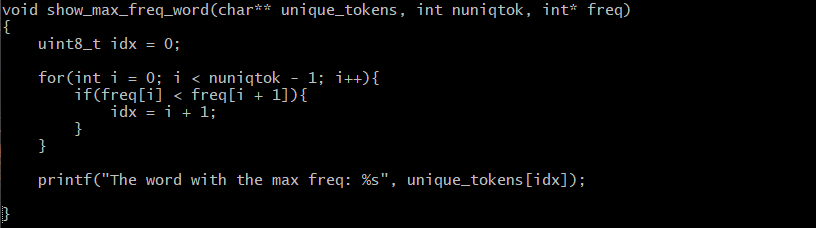 void show_max_freq_word(char** unique_tokens, int nuniqtok, int* freq)
{
    uint8_t idx = 0;

    for(int i = 0; i < nuniqtok - 1; i++){
        if(freq[i] < freq[i + 1]){
            idx = i + 1;
        }
    }

    printf("The word with the max freq: %s", unique_tokens[idx]);

}